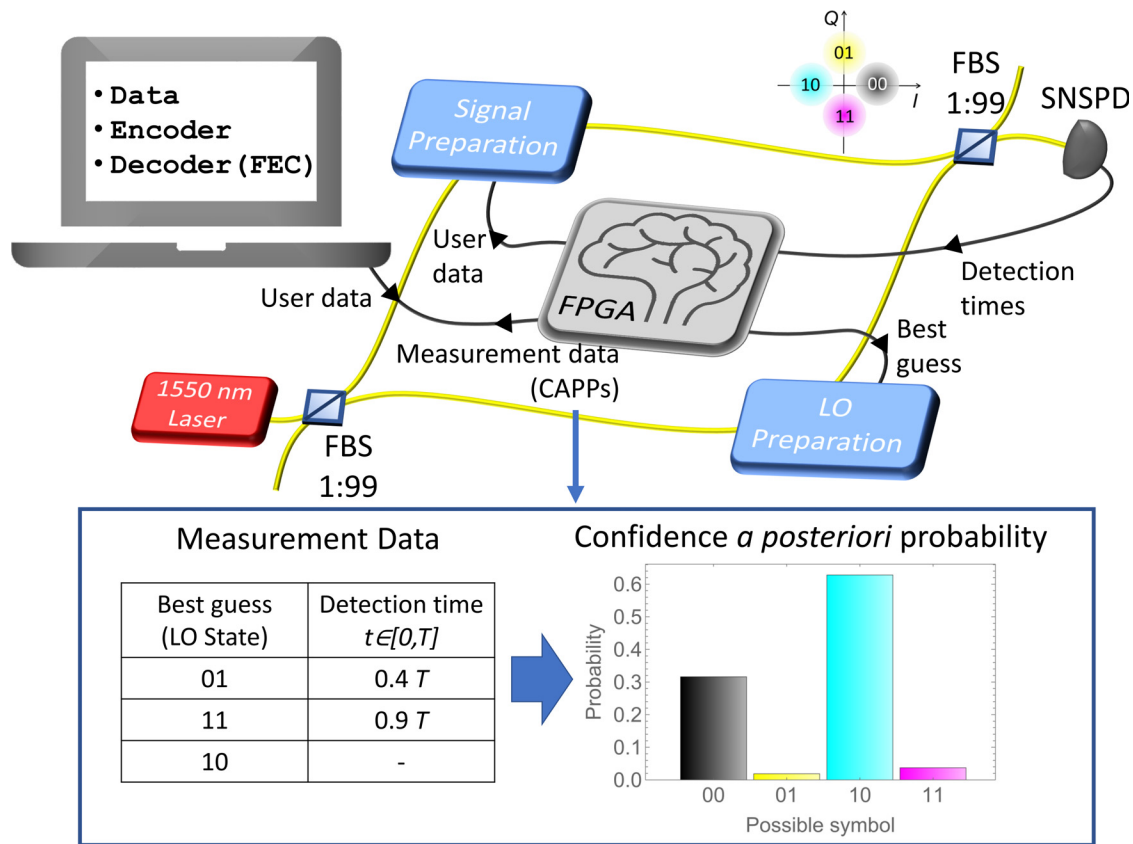 • Data
• Encoder
• Decoder(FEC)
Signal
Preparation
Q
01
10
00
I
11
FBS
1:99
SNSPD
User
data
User data
FPGA
Detection
times
Best
guess
Measurement data
(CAPPs)
1550 nm
Laser
FBS
1:99
LO
Preparation
Measurement Data
Best guess
(LO State)
Detection time
t∈[0,T]
01
0.4 T
11
0.9 T
10
-
Confidence a posteriori probability
Probability
0.6
0.5
0.4
0.3
0.2
0.1
0.0
00
01
10
11
Possible symbol